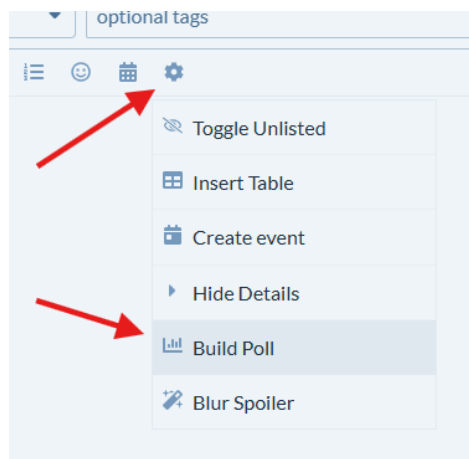 optional tags
Toggle Unlisted
Insert Table
Create event
Hide Details
Build Poll
Blur Spoiler